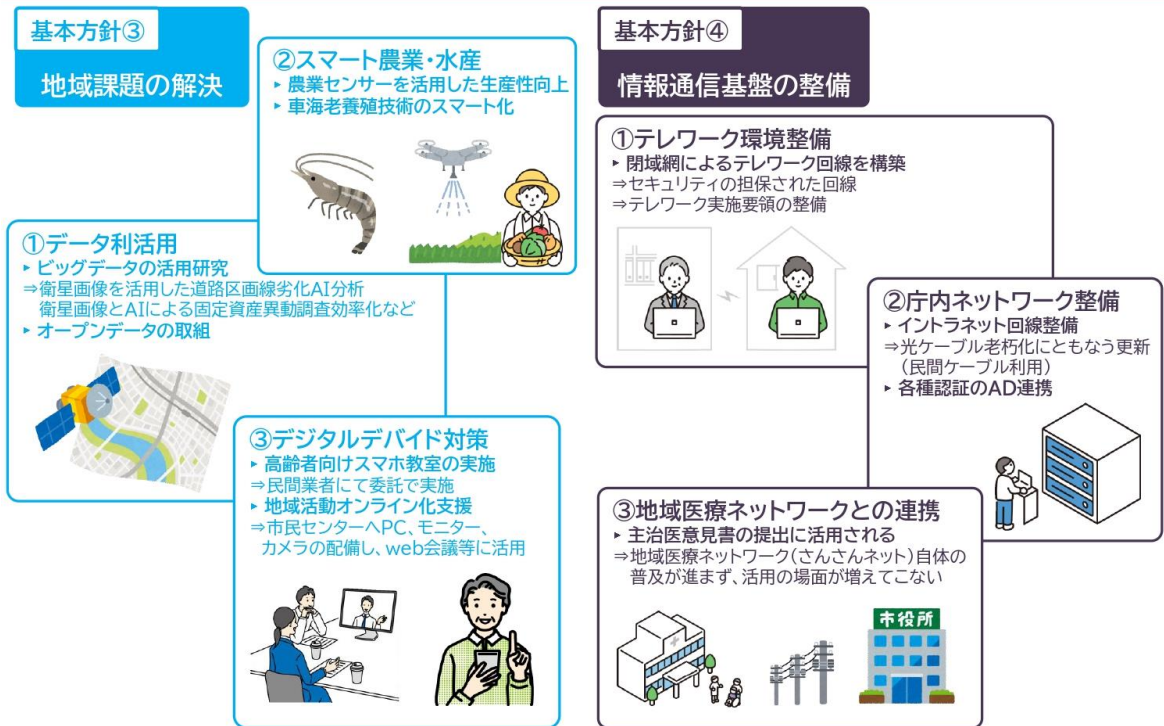 基本方針③
地域課題の解決
①データ利活用
▸ ビッグデータの活用研究
⇒衛星画像を活用した道路区画線劣化AI分析
衛星画像とAIによる固定資産異動調査効率化など
▸ オープンデータの取組
②スマート農業・水産
▸ 農業センサーを活用した生産性向上
▸ 車海老養殖技術のスマート化
③デジタルデバイド対策
▸ 高齢者向けスマホ教室の実施
⇒民間業者にて委託で実施
▸ 地域活動オンライン化支援
⇒市民センターへPC、モニター、
カメラの配備し、web会議等に活用
基本方針④
情報通信基盤の整備
①テレワーク環境整備
▸ 閉域網によるテレワーク回線を構築
⇒セキュリティの担保された回線
⇒テレワーク実施要領の整備
②庁内ネットワーク整備
▸ イントラネット回線整備
⇒光ケーブル老朽化にともなう更新
（民間ケーブル利用）
▸ 各種認証のAD連携
③地域医療ネットワークとの連携
▸ 主治医意見書の提出に活用される
⇒地域医療ネットワーク（さんさんネット）自体の
普及が進まず、活用の場面が増えてこない
市役所